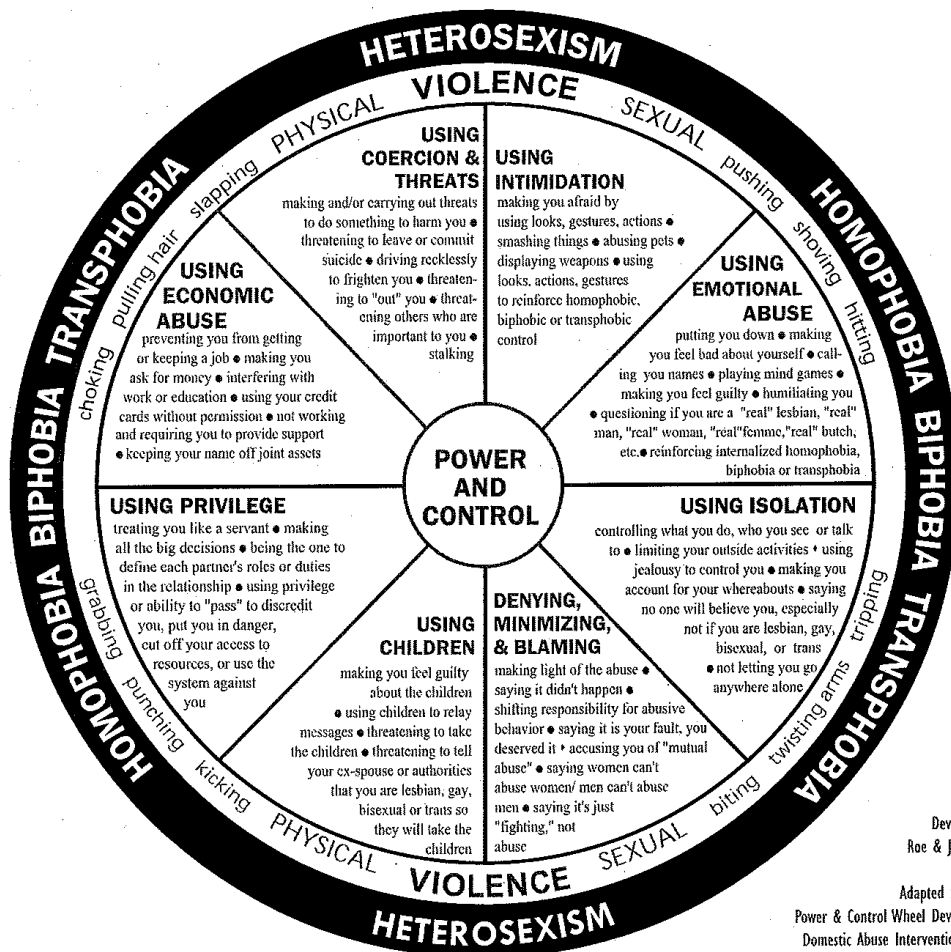 HETEROSEXISM
HOMOPHOBIA BIPHOBIA TRANSPHOBIA
HETEROSEXISM
HOMOPHOBIA BIPHOBIA TRANSPHOBIA
PHYSICAL VIOLENCE SEXUAL
pushing shoving hitting
tripping
twisting arms
biting
SEXUAL VIOLENCE PHYSICAL
kicking punching grabbing
choking pulling hair slapping
USING
COERCION &
THREATS
making and/or carrying out threats
to do something to harm you ●
threatening to leave or commit
suicide ● driving recklessly
to frighten you ● threaten-
ing to "out" you ● threat-
ening others who are
important to you ●
stalking
USING
INTIMIDATION
making you afraid by
using looks, gestures, actions ●
smashing things ● abusing pets ●
displaying weapons ● using
looks, actions, gestures
to reinforce homophobic,
biphobic or transphobic
control
USING
EMOTIONAL
ABUSE
putting you down ● making
you feel bad about yourself ● call-
ing you names ● playing mind games ●
making you feel guilty ● humiliating you
● questioning if you are a "real" lesbian, "real"
man, "real" woman, "real"femme,"real" butch,
etc.● reinforcing internalized homophobia,
biphobia or transphobia
USING ISOLATION
controlling what you do, who you see or talk
to ● limiting your outside activities ♦ using
jealousy to control you ● making you
account for your whereabouts ● saying
no one will believe you, especially
not if you are lesbian, gay,
bisexual, or trans
● not letting you go
anywhere alone
DENYING,
MINIMIZING,
& BLAMING
making light of the abuse ●
saying it didn't happen ●
shifting responsibility for abusive
behavior ● saying it is your fault, you
deserved it ♦ accusing you of "mutual
abuse" ● saying women can't
abuse women/ men can't abuse
men ● saying it's just
"fighting," not
abuse
USING
CHILDREN
making you feel guilty
about the children
● using children to relay
messages ● threatening to take
the children ● threatening to tell
your ex-spouse or authorities
that you are lesbian, gay,
bisexual or trans so
they will take the
children
USING PRIVILEGE
treating you like a servant ● making
all the big decisions ● being the one to
define each partner's roles or duties
in the relationship ● using privilege
or ability to "pass" to discredit
you, put you in danger,
cut off your access to
resources, or use the
system against
you
USING
ECONOMIC
ABUSE
preventing you from getting
or keeping a job ● making you
ask for money ● interfering with
work or education ● using your credit
cards without permission ● not working
and requiring you to provide support
● keeping your name off joint assets
POWER
AND
CONTROL
Dev
Roe & J
Adapted
Power & Control Wheel Dev
Domestic Abuse Interventio